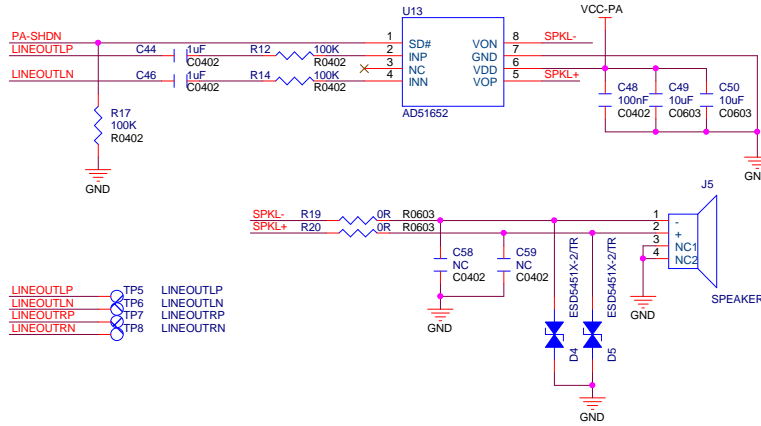 U13
VCC-PA
PA-SHDN
1 SD# VON 8 SPKL-
LINEOUTLP C44 1uF C0402 R12 100K R0402 2 INP GND 7
3 NC VDD 6
LINEOUTLN C46 1uF C0402 R14 100K R0402 4 INN VOP 5 SPKL+
AD51652
C48
100nF
C0402
C49
10uF
C0603
C50
10uF
C0603
R17
100K
R0402
GND
GND
J5
SPKL- R19 0R R0603 1 -
SPKL+ R20 0R R0603 2 +
3 NC1
4 NC2
SPEAKER
C58
NC
C0402
C59
NC
C0402
ESD5451X-2/TR
ESD5451X-2/TR
D4
D5
GND
GND
GND
LINEOUTLP TP5 LINEOUTLP
LINEOUTLN TP6 LINEOUTLN
LINEOUTRP TP7 LINEOUTRP
LINEOUTRN TP8 LINEOUTRN